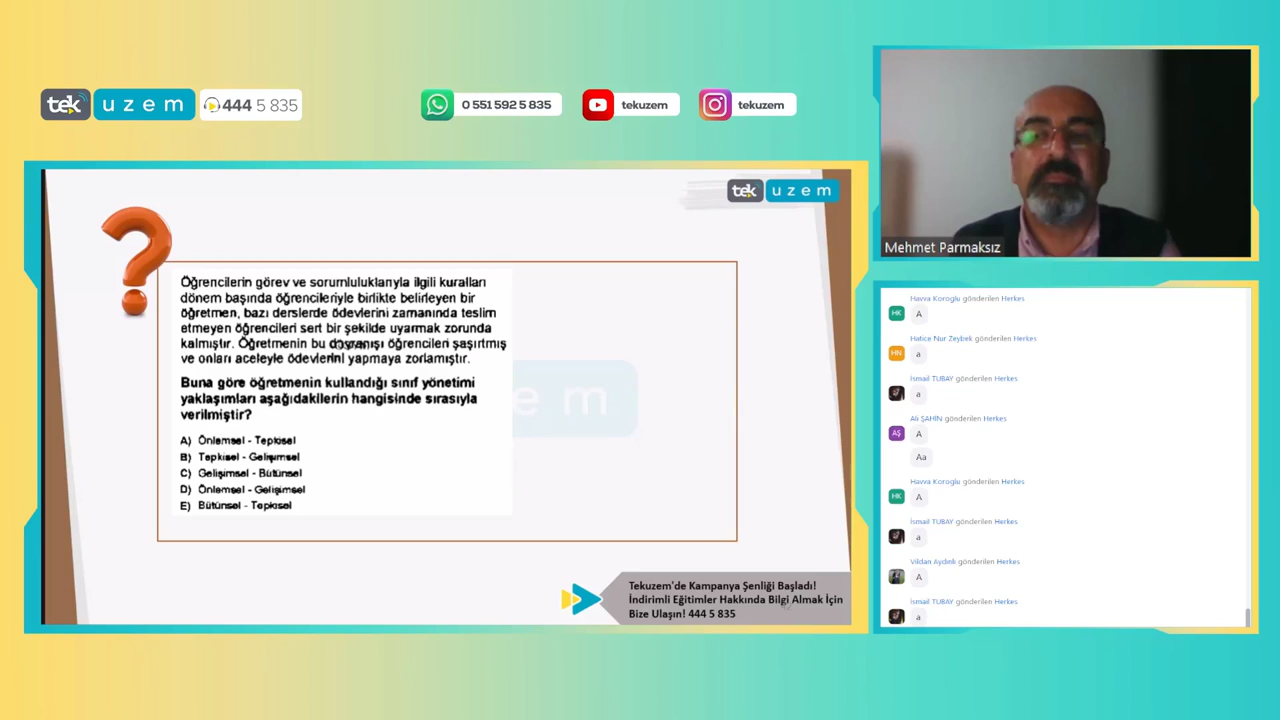 tek uzem 444 5 835
0 551 592 5 835
tekuzem
tekuzem
tek uzem
?
Öğrencilerin görev ve sorumluluklarıyla ilgili kuralları
dönem başında öğrencileriyle birlikte belirleyen bir
öğretmen, bazı derslerde ödevlerini zamanında teslim
etmeyen öğrencileri sert bir şekilde uyarmak zorunda
kalmıştır. Öğretmenin bu davranışı öğrencileri şaşırtmış
ve onları aceleyle ödevlerini yapmaya zorlamıştır.
Buna göre öğretmenin kullandığı sınıf yönetimi
yaklaşımları aşağıdakilerin hangisinde sırasıyla
verilmiştir?
A) Önlemsel - Tepkisel
B) Tepkisel - Gelişimsel
C) Gelişimsel - Bütünsel
D) Önlemsel - Gelişimsel
E) Bütünsel - Tepkisel
e m
Tekuzem'de Kampanya Şenliği Başladı!
İndirimli Eğitimler Hakkında Bilgi Almak İçin
Bize Ulaşın! 444 5 835
Mehmet Parmaksız
Havva Koroglu gönderilen Herkes
HK A
Hatice Nur Zeybek gönderilen Herkes
HN a
İsmail TUBAY gönderilen Herkes
a
Ali ŞAHİN gönderilen Herkes
AŞ A
Aa
Havva Koroglu gönderilen Herkes
HK A
İsmail TUBAY gönderilen Herkes
a
Vildan Aydınlı gönderilen Herkes
A
İsmail TUBAY gönderilen Herkes
a